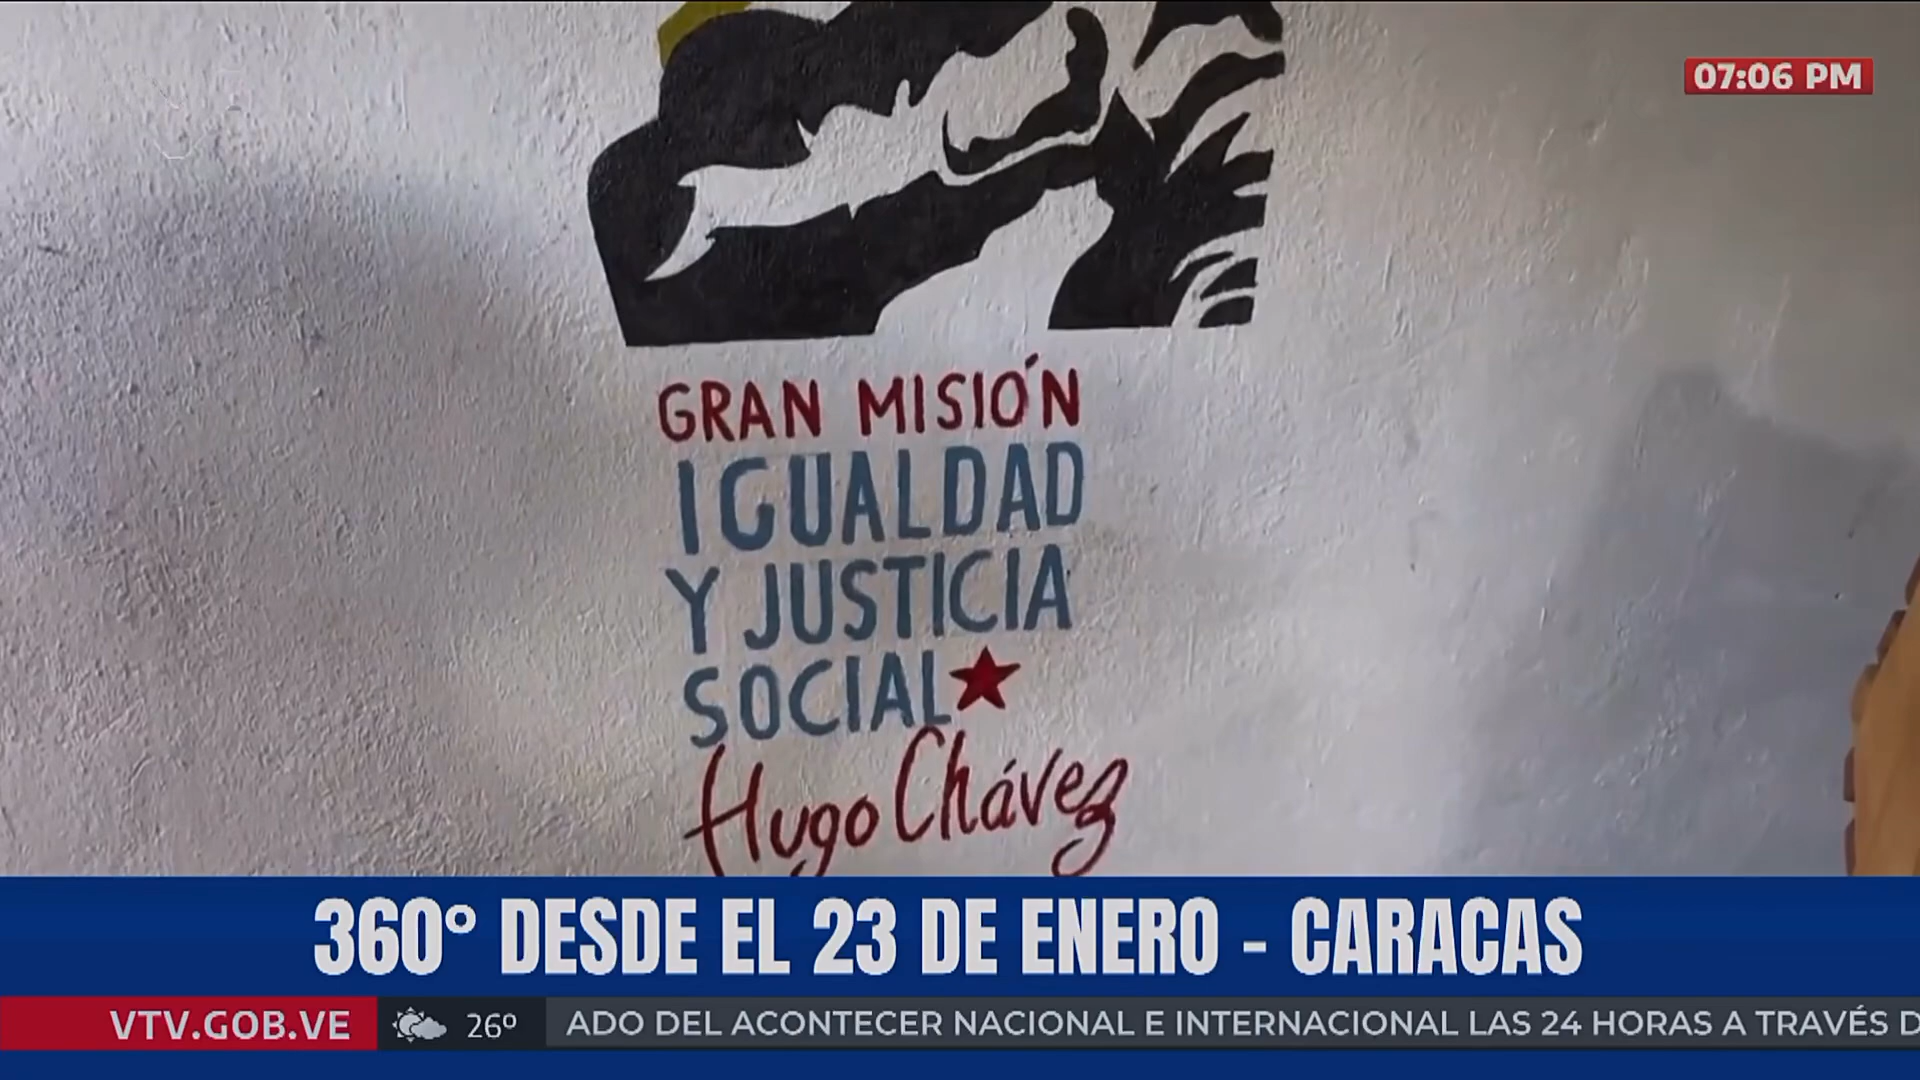 07:06 PM
GRAN MISIÓN
IGUALDAD
Y JUSTICIA
SOCIAL
Hugo Chávez
360° DESDE EL 23 DE ENERO - CARACAS
VTV.GOB.VE
26°
ADO DEL ACONTECER NACIONAL E INTERNACIONAL LAS 24 HORAS A TRAVÉS D